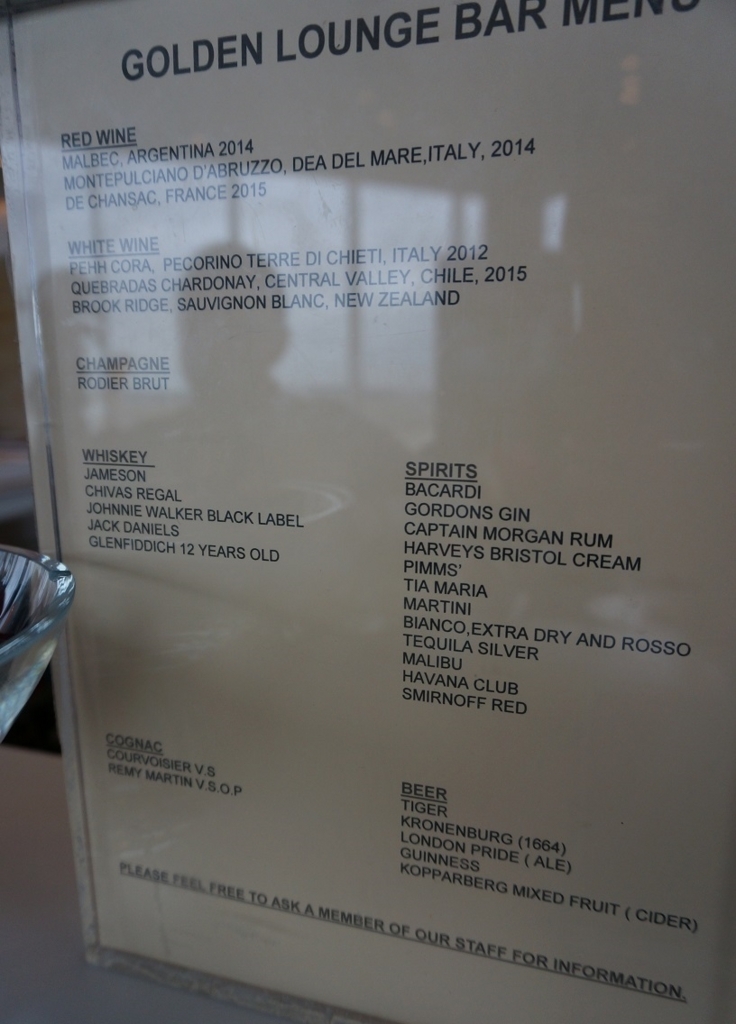 GOLDEN LOUNGE BAR MENU
RED WINE
MALBEC, ARGENTINA 2014
MONTEPULCIANO D'ABRUZZO, DEA DEL MARE,ITALY, 2014
DE CHANSAC, FRANCE 2015
WHITE WINE
PEHH CORA, PECORINO TERRE DI CHIETI, ITALY 2012
QUEBRADAS CHARDONAY, CENTRAL VALLEY, CHILE, 2015
BROOK RIDGE, SAUVIGNON BLANC, NEW ZEALAND
CHAMPAGNE
RODIER BRUT
WHISKEY
JAMESON
CHIVAS REGAL
JOHNNIE WALKER BLACK LABEL
JACK DANIELS
GLENFIDDICH 12 YEARS OLD
SPIRITS
BACARDI
GORDONS GIN
CAPTAIN MORGAN RUM
HARVEYS BRISTOL CREAM
PIMMS'
TIA MARIA
MARTINI
BIANCO,EXTRA DRY AND ROSSO
TEQUILA SILVER
MALIBU
HAVANA CLUB
SMIRNOFF RED
COGNAC
COURVOISIER V.S
REMY MARTIN V.S.O.P
BEER
TIGER
KRONENBURG (1664)
LONDON PRIDE ( ALE)
GUINNESS
KOPPARBERG MIXED FRUIT ( CIDER)
PLEASE FEEL FREE TO ASK A MEMBER OF OUR STAFF FOR INFORMATION.